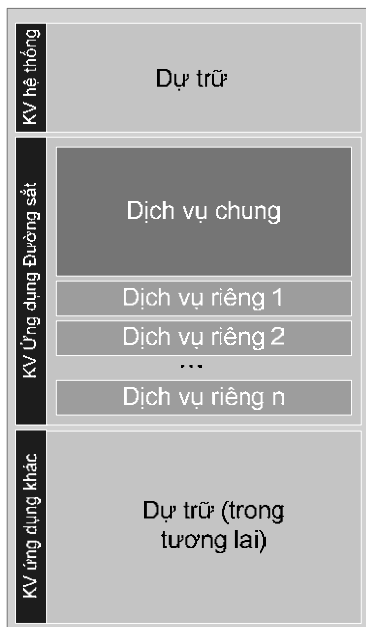 KV hệ thống
Dự trữ
KV Ứng dụng Đường sắt
Dịch vụ chung
Dịch vụ riêng 1
Dịch vụ riêng 2
...
Dịch vụ riêng n
KV ứng dụng khác
Dự trữ (trong
tương lai)